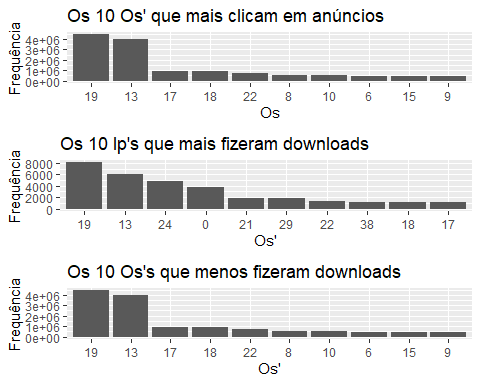 Os 10 Os' que mais clicam em anúncios
Frequência
4e+06
3e+06
2e+06
1e+06
0e+00
19 13 17 18 22 8 10 6 15 9
Os
Os 10 Ip's que mais fizeram downloads
Frequência
8000
6000
4000
2000
0
19 13 24 0 21 29 22 38 18 17
Os'
Os 10 Os's que menos fizeram downloads
Frequência
4e+06
3e+06
2e+06
1e+06
0e+00
19 13 17 18 22 8 10 6 15 9
Os'